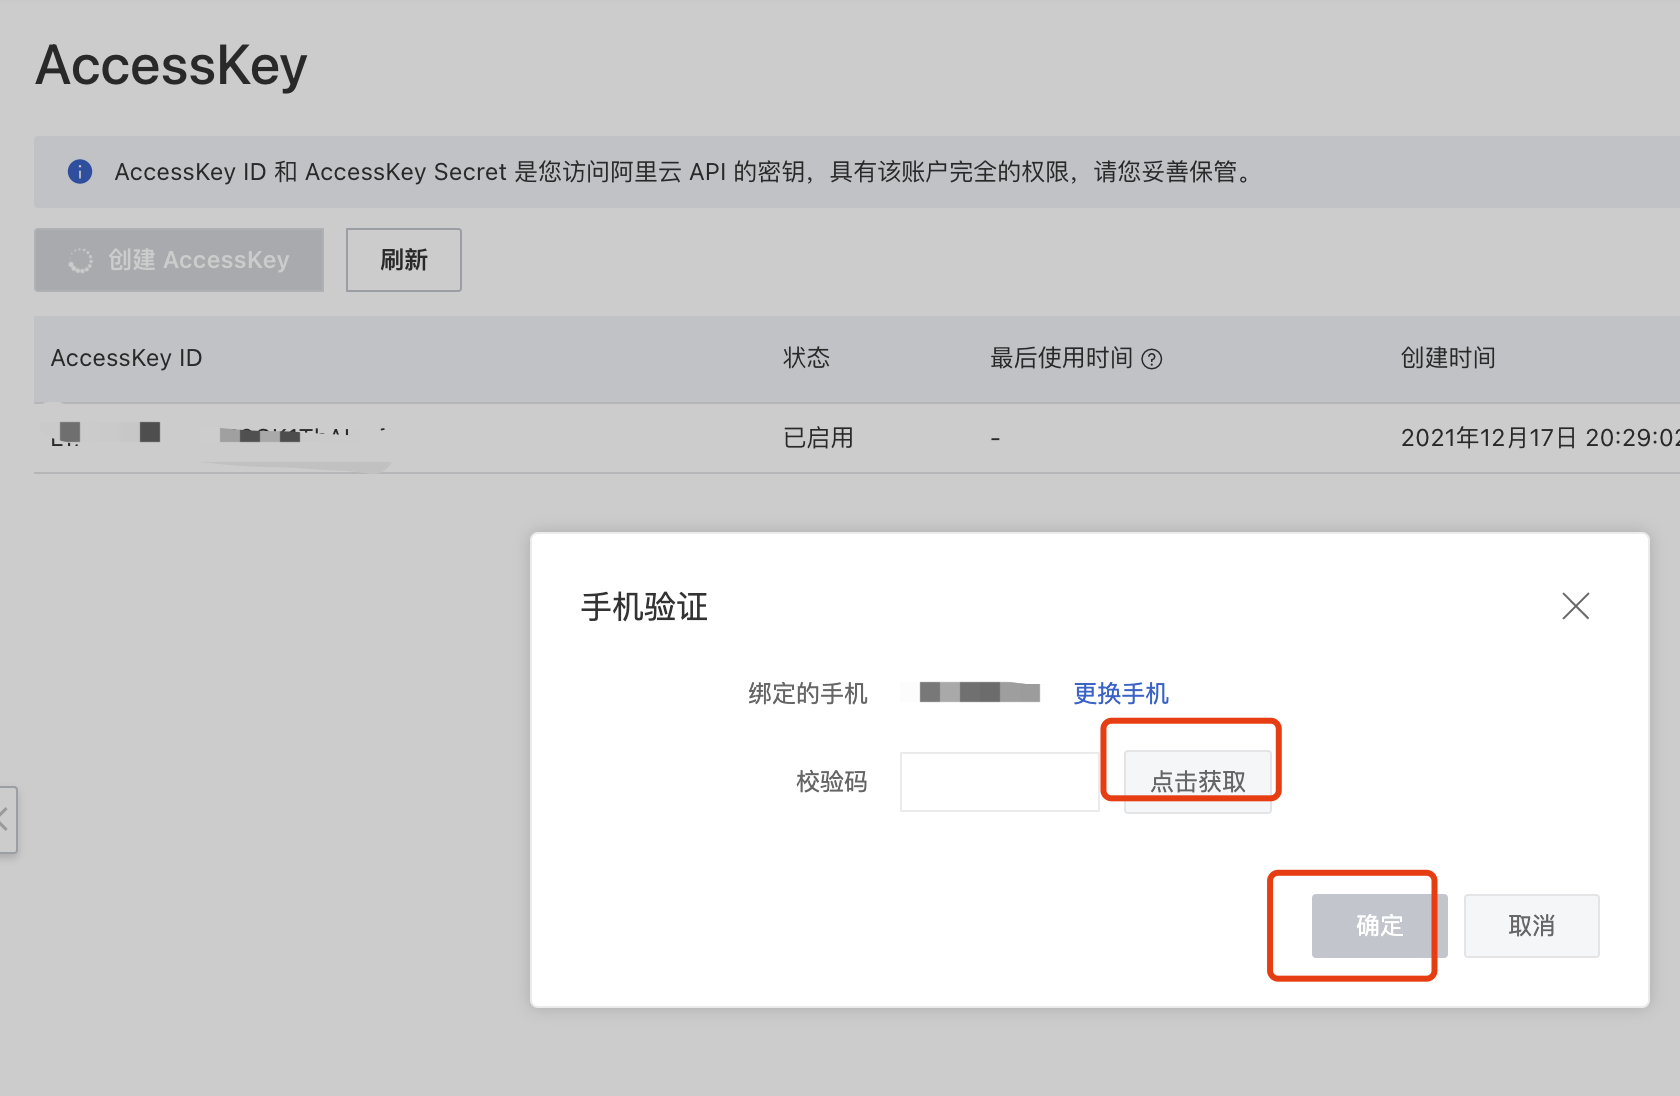 AccessKey
AccessKey ID 和 AccessKey Secret 是您访问阿里云 API 的密钥，具有该账户完全的权限，请您妥善保管。
创建 AccessKey
刷新
AccessKey ID 状态 最后使用时间 创建时间
已启用 - 2021年12月17日 20:29:02
手机验证
绑定的手机 更换手机
校验码 点击获取
确定 取消